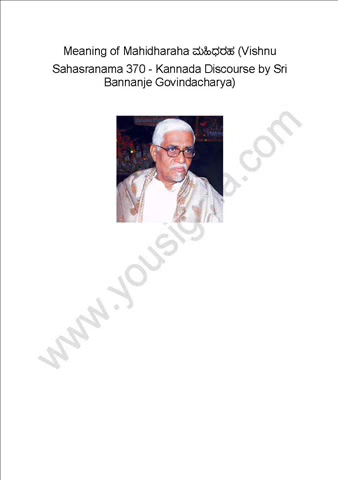 Meaning of Mahidharaha ಮಹಿಧರಹ (Vishnu
Sahasranama 370 - Kannada Discourse by Sri
Bannanje Govindacharya)
www.yousigma.com